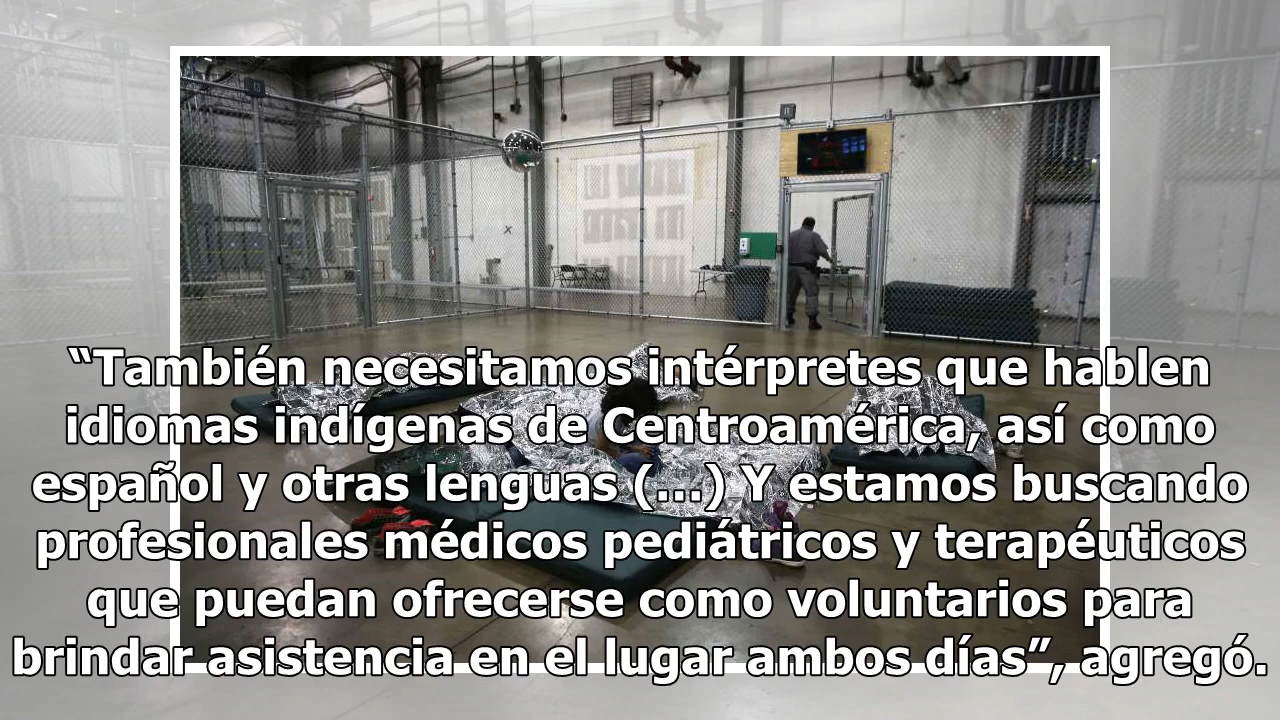 “También necesitamos intérpretes que hablen
idiomas indígenas de Centroamérica, así como
español y otras lenguas (...) Y estamos buscando
profesionales médicos pediátricos y terapéuticos
que puedan ofrecerse como voluntarios para
brindar asistencia en el lugar ambos días”, agregó.